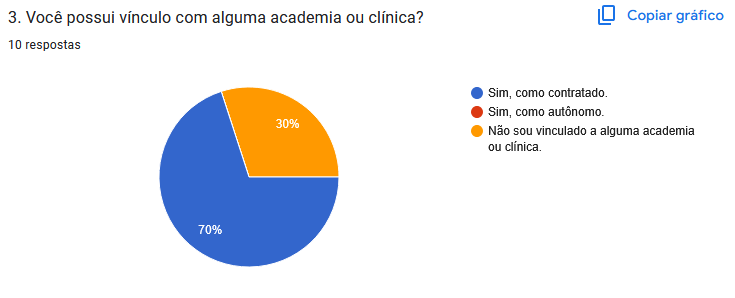 3. Você possui vínculo com alguma academia ou clínica?
Copiar gráfico
10 respostas
Sim, como contratado.
Sim, como autônomo.
Não sou vinculado a alguma academia
ou clínica.
30%
70%